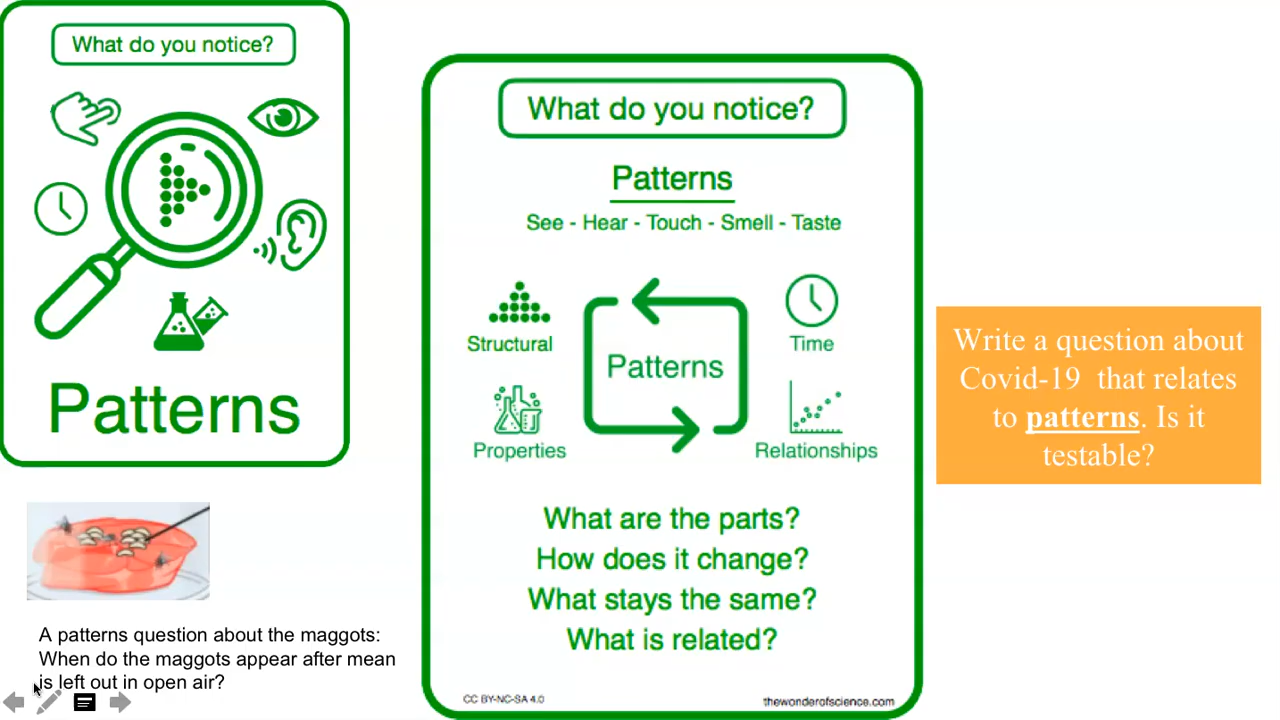 What do you notice?
Patterns
A patterns question about the maggots:
When do the maggots appear after mean
is left out in open air?
What do you notice?
Patterns
See - Hear - Touch - Smell - Taste
Structural
Time
Patterns
Properties
Relationships
What are the parts?
How does it change?
What stays the same?
What is related?
CC BY-NC-SA 4.0
thewonderofscience.com
Write a question about
Covid-19 that relates
to patterns. Is it
testable?